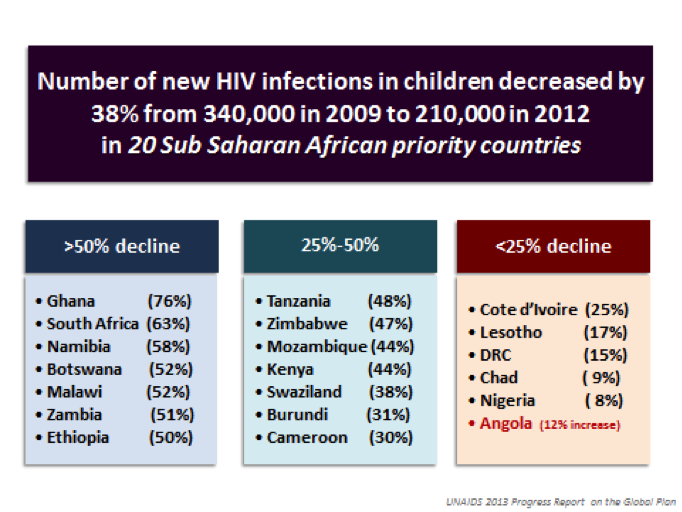 Number of new HIV infections in children decreased by
38% from 340,000 in 2009 to 210,000 in 2012
in 20 Sub Saharan African priority countries
>50% decline
• Ghana (76%)
• South Africa (63%)
• Namibia (58%)
• Botswana (52%)
• Malawi (52%)
• Zambia (51%)
• Ethiopia (50%)
25%-50%
• Tanzania (48%)
• Zimbabwe (47%)
• Mozambique (44%)
• Kenya (44%)
• Swaziland (38%)
• Burundi (31%)
• Cameroon (30%)
<25% decline
• Cote d’Ivoire (25%)
• Lesotho (17%)
• DRC (15%)
• Chad ( 9%)
• Nigeria ( 8%)
• Angola (12% increase)
UNAIDS 2013 Progress Report on the Global Plan